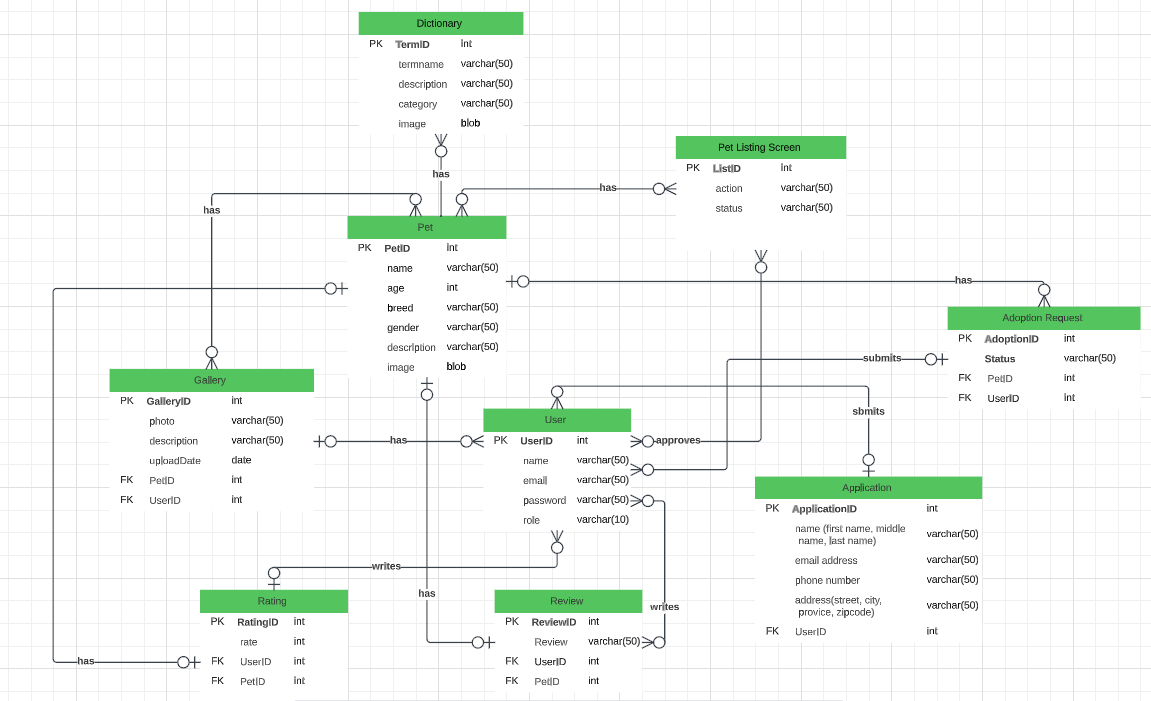 Dictionary
PK TermID int
termname varchar(50)
description varchar(50)
category varchar(50)
image blob
has
Pet Listing Screen
PK ListID int
action varchar(50)
status varchar(50)
has
has
Pet
PK PetID int
name varchar(50)
age int
breed varchar(50)
gender varchar(50)
description varchar(50)
image blob
has
Adoption Request
PK AdoptionID int
Status varchar(50)
FK PetID int
FK UserID int
submits
Gallery
PK GalleryID int
photo varchar(50)
description varchar(50)
uploadDate date
FK PetID int
FK UserID int
has
User
PK UserID int
name varchar(50)
email varchar(50)
password varchar(50)
role varchar(10)
approves
sbmits
Application
PK ApplicationID int
name (first name, middle
name, last name) varchar(50)
email address varchar(50)
phone number varchar(50)
address(street, city,
provice, zipcode) varchar(50)
FK UserID int
writes
has
writes
Rating
PK RatingID int
rate int
FK UserID int
FK PetID int
has
Review
PK ReviewID int
Review varchar(50)
FK UserID int
FK PetID int